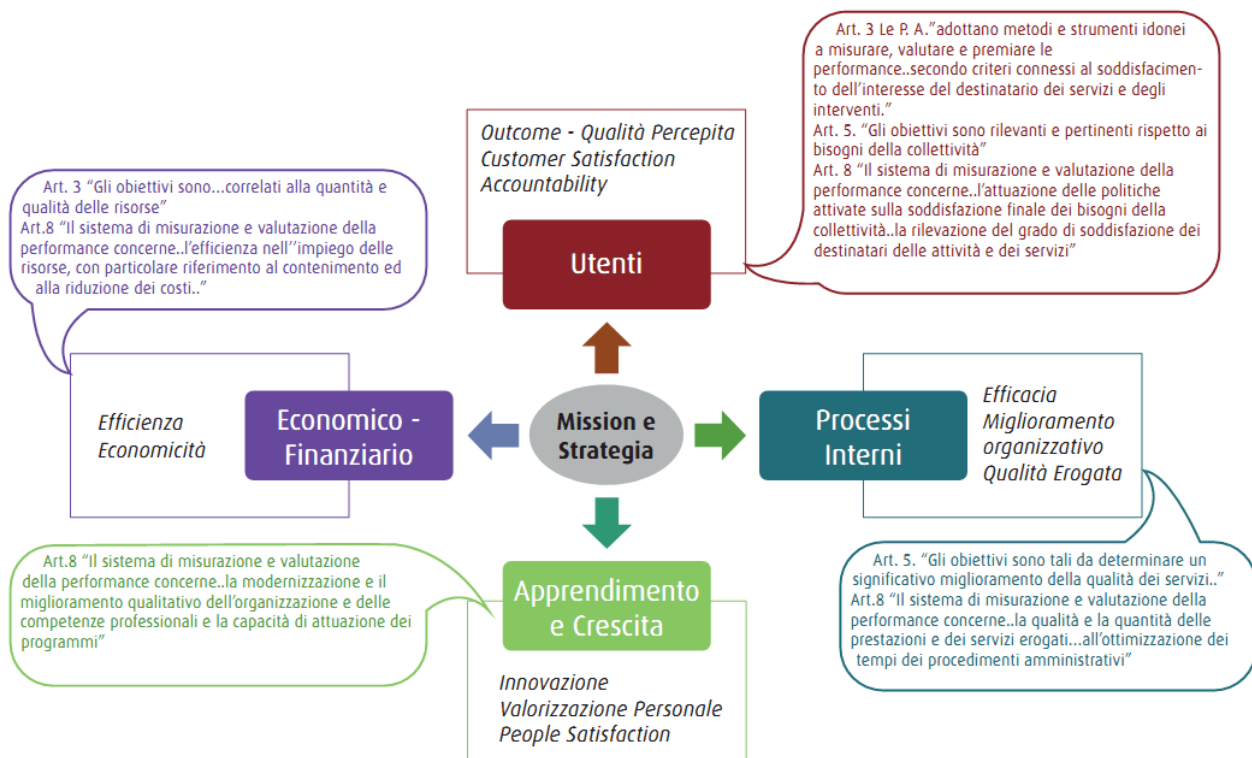 Art. 3 Le P. A.”adottano metodi e strumenti idonei
a misurare, valutare e premiare le
performance..secondo criteri connessi al soddisfacimen-
to dell’interesse del destinatario dei servizi e degli
interventi.”
Art. 5. “Gli obiettivi sono rilevanti e pertinenti rispetto ai
bisogni della collettività”
Art. 8 “Il sistema di misurazione e valutazione della
performance concerne..l’attuazione delle politiche
attivate sulla soddisfazione finale dei bisogni della
collettività..la rilevazione del grado di soddisfazione dei
destinatari delle attività e dei servizi”
Outcome - Qualità Percepita
Customer Satisfaction
Accountability
Utenti
Art. 3 “Gli obiettivi sono...correlati alla quantità e
qualità delle risorse”
Art.8 “Il sistema di misurazione e valutazione della
performance concerne..l’efficienza nell’’impiego delle
risorse, con particolare riferimento al contenimento ed
alla riduzione dei costi..”
Efficienza
Economicità
Economico -
Finanziario
Mission e
Strategia
Processi
Interni
Efficacia
Miglioramento
organizzativo
Qualità Erogata
Art.8 “Il sistema di misurazione e valutazione
della performance concerne..la modernizzazione e il
miglioramento qualitativo dell’organizzazione e delle
competenze professionali e la capacità di attuazione dei
programmi”
Apprendimento
e Crescita
Innovazione
Valorizzazione Personale
People Satisfaction
Art. 5. “Gli obiettivi sono tali da determinare un
significativo miglioramento della qualità dei servizi..”
Art.8 “Il sistema di misurazione e valutazione della
performance concerne..la qualità e la quantità delle
prestazioni e dei servizi erogati...all’ottimizzazione dei
tempi dei procedimenti amministrativi”